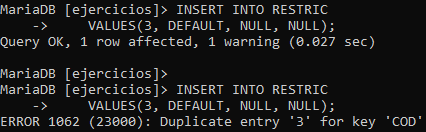 MariaDB [ejercicios]> INSERT INTO RESTRIC
    ->     VALUES(3, DEFAULT, NULL, NULL);
Query OK, 1 row affected, 1 warning (0.027 sec)
MariaDB [ejercicios]>
MariaDB [ejercicios]> INSERT INTO RESTRIC
    ->     VALUES(3, DEFAULT, NULL, NULL);
ERROR 1062 (23000): Duplicate entry '3' for key 'COD'